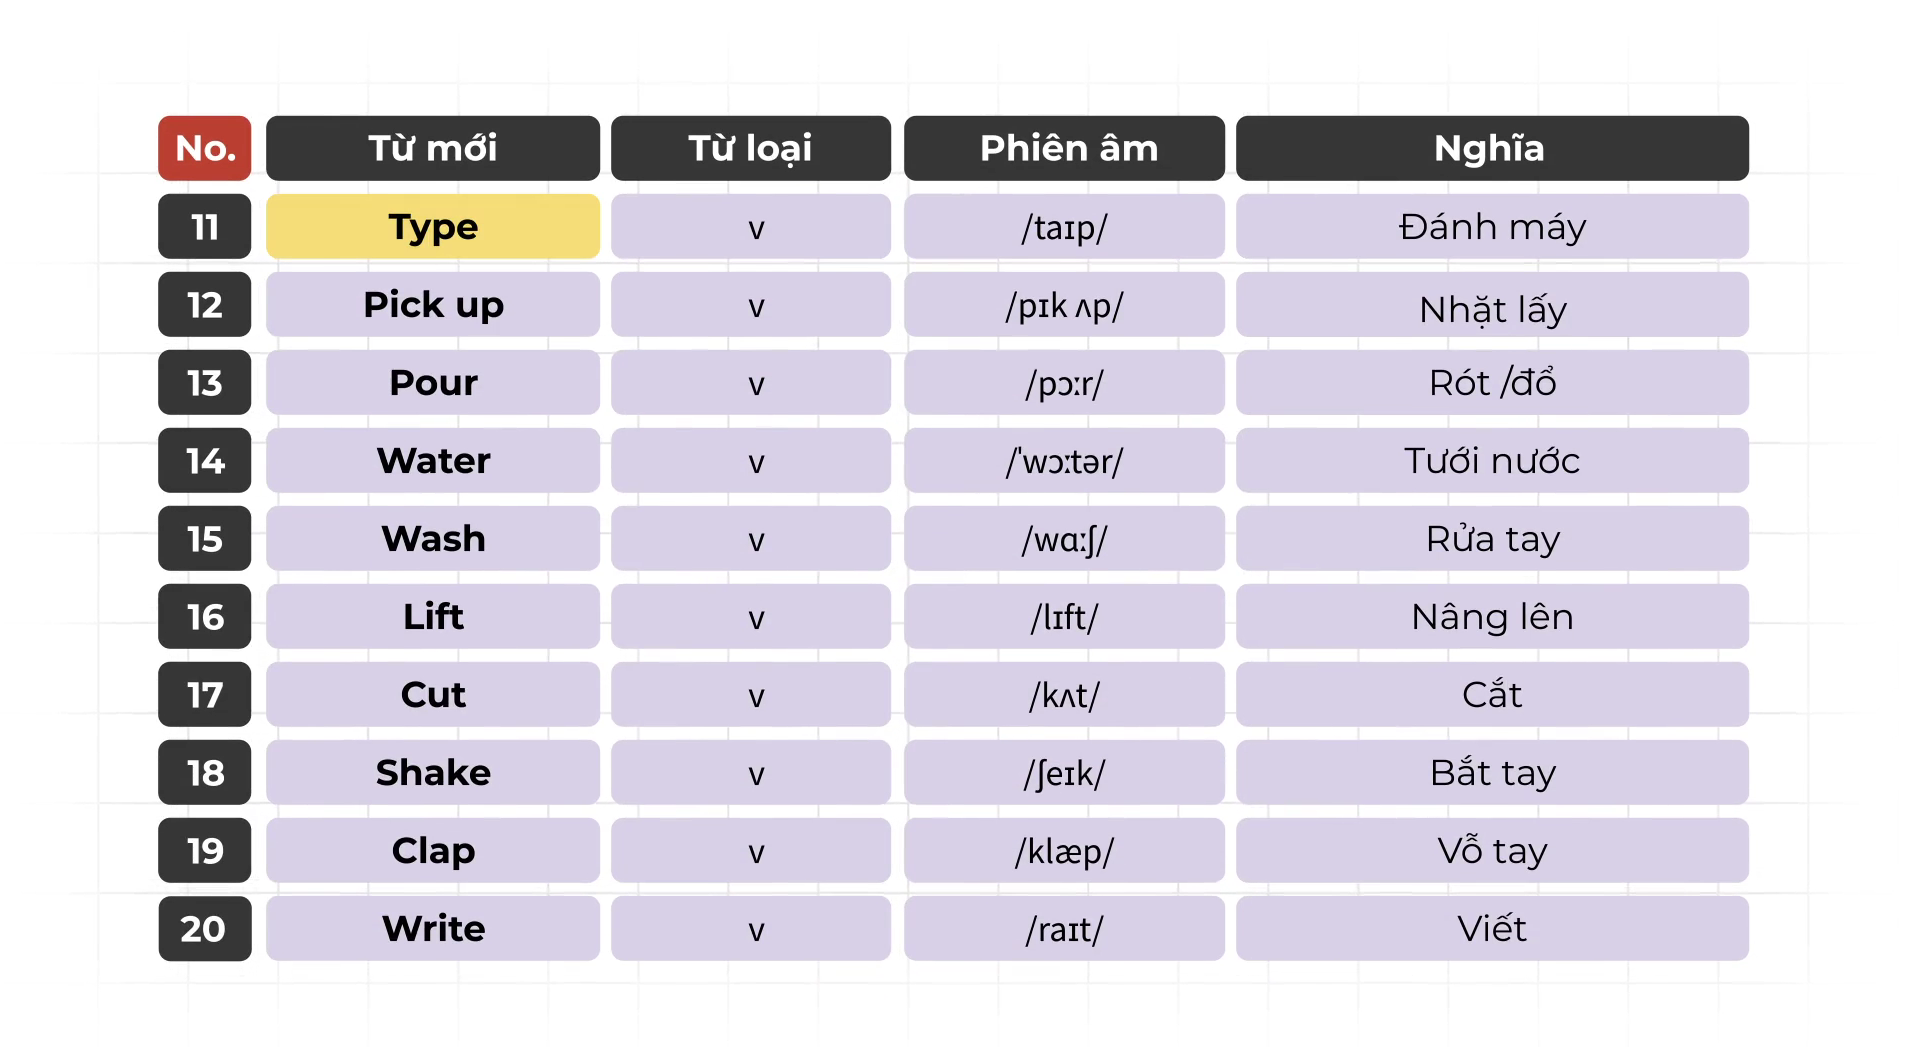 No. Từ mới Từ loại Phiên âm Nghĩa
11 Type v /taɪp/ Đánh máy
12 Pick up v /pɪk ʌp/ Nhặt lấy
13 Pour v /pɔːr/ Rót /đổ
14 Water v /ˈwɔːtər/ Tưới nước
15 Wash v /wɑːʃ/ Rửa tay
16 Lift v /lɪft/ Nâng lên
17 Cut v /kʌt/ Cắt
18 Shake v /ʃeɪk/ Bắt tay
19 Clap v /klæp/ Vỗ tay
20 Write v /raɪt/ Viết